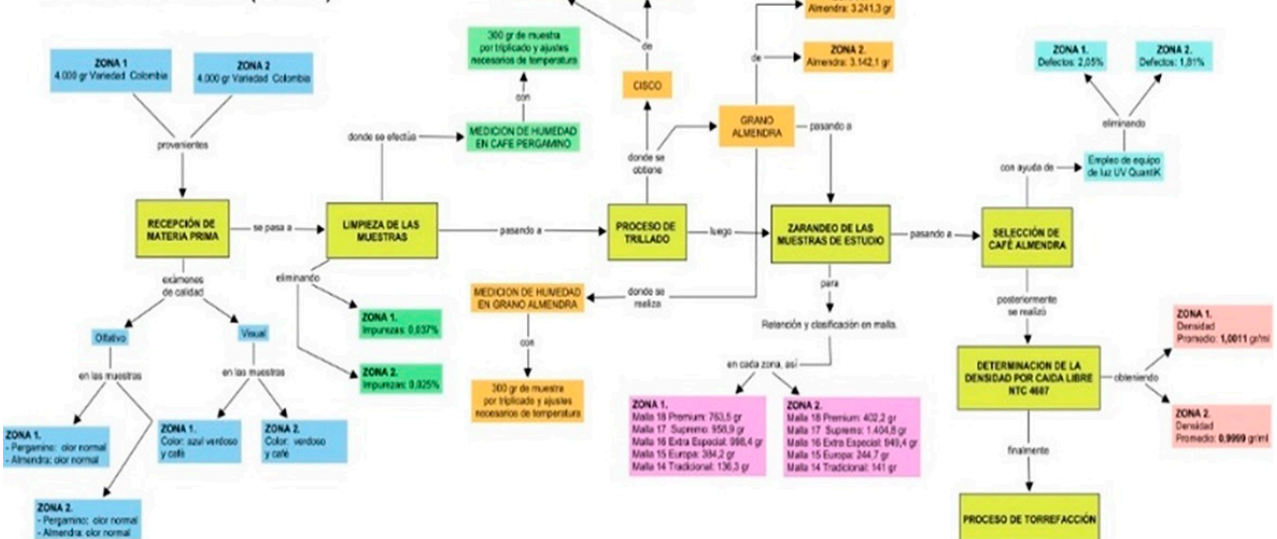 Almendra: 3.241,3 gr
300 gr de muestra
por triplicado y ajustes
necesarios de temperatura
de
ZONA 2.
Almendra: 3.142,1 gr
de
ZONA 1.
Defectos: 2,05%
ZONA 2.
Defectos: 1,81%
ZONA 1
4.000 gr Variedad Colombia
ZONA 2
4.000 gr Variedad Colombia
CISCO
con
GRANO
ALMENDRA
pasando a
eliminando
provenientes
donde se efectúa
MEDICION DE HUMEDAD
EN CAFE PERGAMINO
donde se
obtiene
con ayuda de
Empleo de equipo
de luz UV QuantiK
RECEPCIÓN DE
MATERIA PRIMA
se pasa a
LIMPIEZA DE LAS
MUESTRAS
pasando a
PROCESO DE
TRILLADO
luego
ZARANDEO DE LAS
MUESTRAS DE ESTUDIO
pasando a
SELECCIÓN DE
CAFÉ ALMENDRA
exámenes
de calidad
eliminando
MEDICION DE HUMEDAD
EN GRANO ALMENDRA
donde se
realiza
para
posteriormente
se realizó
Olfativo
Visual
ZONA 1.
Impurezas: 0,037%
con
Retención y clasificación en malla.
ZONA 1.
Densidad
Promedio: 1,0011 gr/ml
en las muestras
en las muestras
ZONA 2.
Impurezas: 0,025%
300 gr de muestra
por triplicado y ajustes
necesarios de temperatura
en cada zona, así
DETERMINACION DE LA
DENSIDAD POR CAIDA LIBRE
NTC 4607
obteniendo
ZONA 1.
- Pergamino: olor normal
- Almendra: olor normal
ZONA 1.
Color: azul verdoso
y café
ZONA 2.
Color: verdoso
y café
ZONA 1.
Malla 18 Premium: 763,5 gr
Malla 17 Supremo: 958,9 gr
Malla 16 Extra Especial: 998,4 gr
Malla 15 Europa: 384,2 gr
Malla 14 Tradicional: 136,3 gr
ZONA 2.
Malla 18 Premium: 402,2 gr
Malla 17 Supremo: 1.404,8 gr
Malla 16 Extra Especial: 949,4 gr
Malla 15 Europa: 244,7 gr
Malla 14 Tradicional: 141 gr
ZONA 2.
Densidad
Promedio: 0.9999 gr/ml
finalmente
ZONA 2.
- Pergamino: olor normal
- Almendra: olor normal
PROCESO DE TORREFACCIÓN